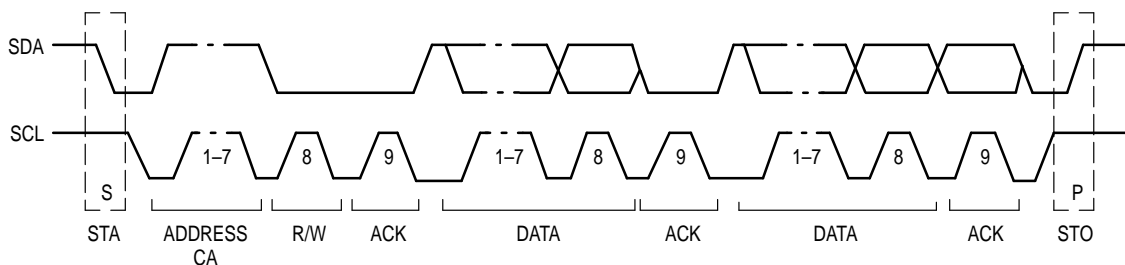 SDA
SCL
1–7 8 9 1–7 8 9 1–7 8 9
S P
STA ADDRESS R/W ACK DATA ACK DATA ACK STO
CA